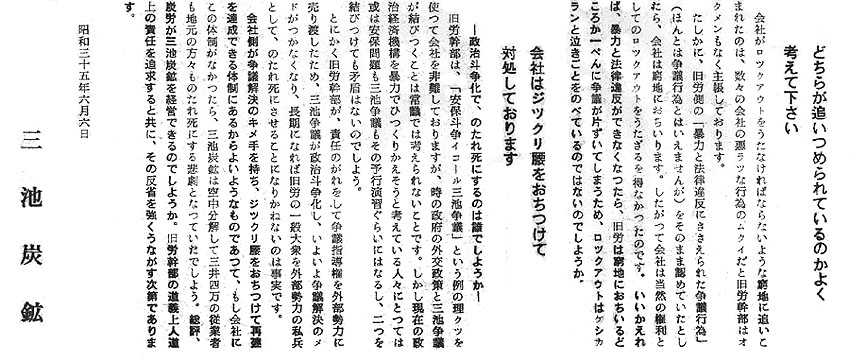 どちらが追いつめられているのかよく
考えて下さい
会社がロックアウトをうたなければならないような窮地に追いこ
まれたのは、数々の会社の悪ラツな行為のムクイだと旧労幹部はオ
クメンもなく主張しております。
たしかに、旧労側の「暴力と法律違反にささえられた争議行為」
（ほんとは争議行為とはいえませんが）をそのまま認めていたとし
たら、会社は窮地におちいります。したがつて会社は当然の権利と
してのロックアウトをうたざるを得なかつたのです。いいかえれ
ば、暴力と法律違反ができなくなつたら、旧労は窮地におちいるど
ころか一ぺんに争議が片ずいてしまうため、ロックアウトはケシカ
ランと泣きごとをのべているのではないのでしようか。
会社はジックリ腰をおちつけて
対処しております
―政治斗争化で、のたれ死にするのは誰でしようか―
旧労幹部は、「安保斗争イコール三池争議」という例の理クツを
使つて会社を非難しておりますが、時の政府の外交政策と三池争議
が結びつくことは常識では考えられないことです。しかし現在の政
治経済機構を暴力でひつくりかえそうと考えている人々にとつては
或は安保問題も三池争議もその予行演習ぐらいにはなるし、二つを
結びつけても矛盾はないのでしよう。
とにかく旧労幹部が、責任のがれをして争議指導権を外部勢力に
売り渡したため、三池争議が政治斗争化し、いよいよ争議解決のメ
ドがつかたくなり、長期になれば旧労の一般大衆を外部勢力の私兵
として、のたれ死にさせることになりかねないのは事実です。
会社側が争議解決のキメ手を持ち、ジックリ腰をおちつけて再建
を達成できる体制にあるからよいようなものであつて、もし会社に
この体制がなかつたら、三池炭鉱は空中分解して三井四万の従業者
も地元の方々ものたれ死にする悲劇となつていたでしよう。総評、
炭労が三池炭鉱を経営できるのでしようか。旧労幹部の道義上人道
上の責任を追求すると共に、その反省を強くうながす次第でありま
す。
昭和三十五年六月六日
三池炭鉱